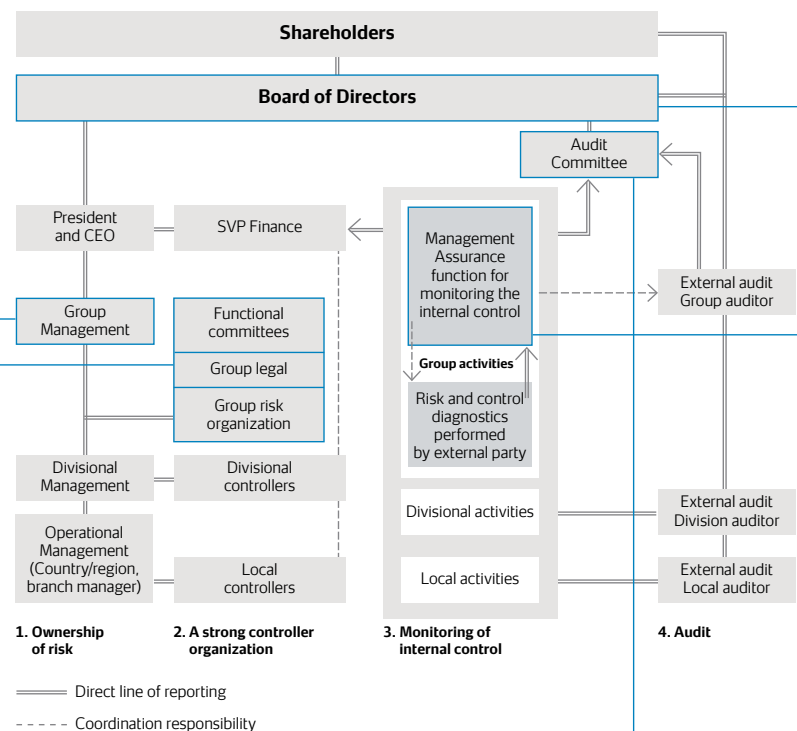 Shareholders
Board of Directors
Audit
Committee
President
and CEO
SVP Finance
Management
Assurance
function for
monitoring the
internal control
External audit
Group auditor
Group
Management
Functional
committees
Group legal
Group risk
organization
Group activities
Risk and control
diagnostics
performed
by external party
Divisional
Management
Divisional
controllers
Divisional activities
External audit
Division auditor
Operational
Management
(Country/region,
branch manager)
Local
controllers
Local activities
External audit
Local auditor
1. Ownership
of risk
2. A strong controller
organization
3. Monitoring of
internal control
4. Audit
Direct line of reporting
Coordination responsibility